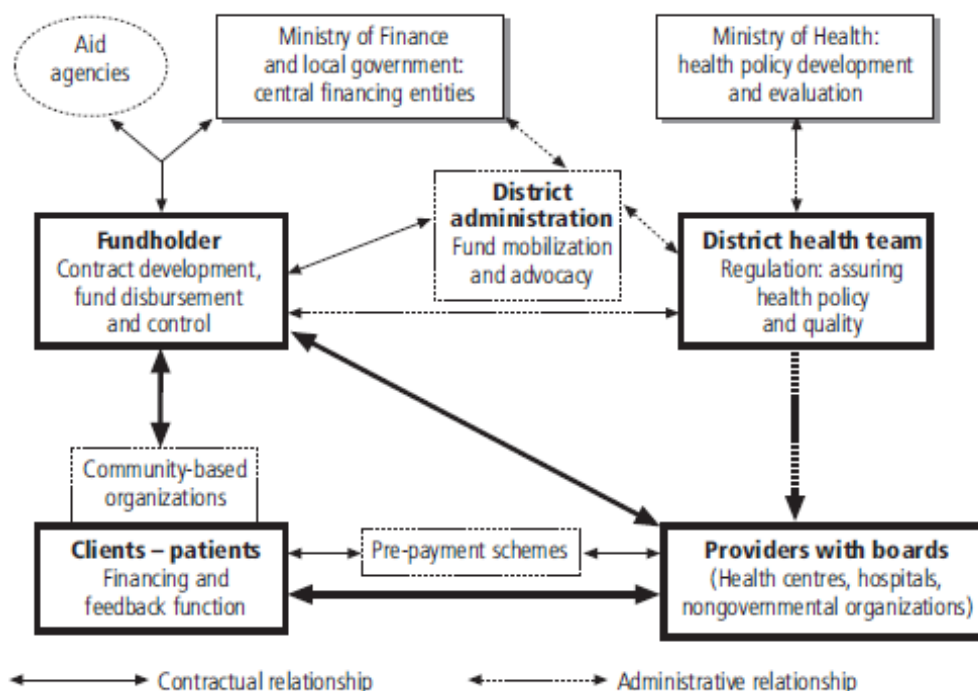 Aid
agencies
Ministry of Finance
and local government:
central financing entities
Ministry of Health:
health policy development
and evaluation
District
administration
Fund mobilization
and advocacy
Fundholder
Contract development,
fund disbursement
and control
District health team
Regulation: assuring
health policy
and quality
Community-based
organizations
Clients – patients
Financing and
feedback function
Pre-payment schemes
Providers with boards
(Health centres, hospitals,
nongovernmental organizations)
Contractual relationship
Administrative relationship